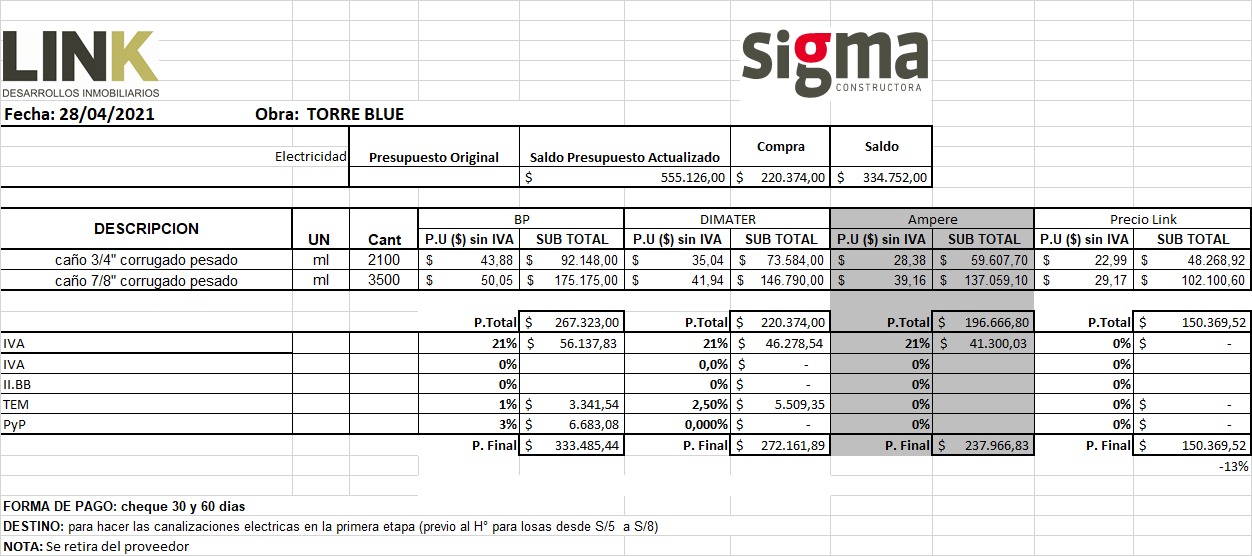 LINK
DESARROLLOS INMOBILIARIOS
sigma
CONSTRUCTORA
Fecha: 28/04/2021 Obra: TORRE BLUE
Electricidad Presupuesto Original Saldo Presupuesto Actualizado Compra Saldo
$ 555.126,00 $ 220.374,00 $ 334.752,00
DESCRIPCION UN Cant BP DIMATER Ampere Precio Link
P.U ($) sin IVA SUB TOTAL P.U ($) sin IVA SUB TOTAL P.U ($) sin IVA SUB TOTAL P.U ($) sin IVA SUB TOTAL
caño 3/4" corrugado pesado ml 2100 $ 43,88 $ 92.148,00 $ 35,04 $ 73.584,00 $ 28,38 $ 59.607,70 $ 22,99 $ 48.268,92
caño 7/8" corrugado pesado ml 3500 $ 50,05 $ 175.175,00 $ 41,94 $ 146.790,00 $ 39,16 $ 137.059,10 $ 29,17 $ 102.100,60
P.Total $ 267.323,00 P.Total $ 220.374,00 P.Total $ 196.666,80 P.Total $ 150.369,52
IVA 21% $ 56.137,83 21% $ 46.278,54 21% $ 41.300,03 0% $ -
IVA 0% 0,0% $ - 0% 0%
II.BB 0% 0% $ - 0% 0%
TEM 1% $ 3.341,54 2,50% $ 5.509,35 0% 0% $ -
PyP 3% $ 6.683,08 0,000% $ - 0% 0% $ -
P. Final $ 333.485,44 P. Final $ 272.161,89 P. Final $ 237.966,83 P. Final $ 150.369,52
-13%
FORMA DE PAGO: cheque 30 y 60 dias
DESTINO: para hacer las canalizaciones electricas en la primera etapa (previo al H° para losas desde S/5 a S/8)
NOTA: Se retira del proveedor